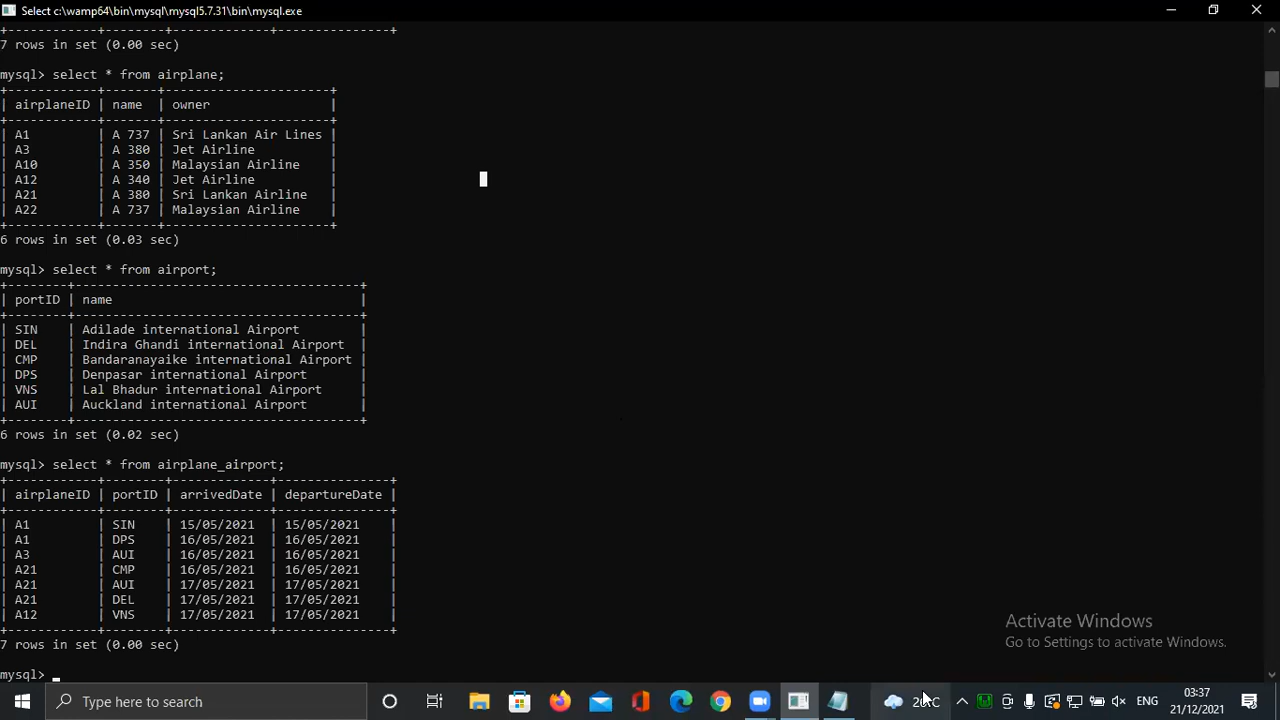 Select c:\wamp64\bin\mysql\mysql5.7.31\bin\mysql.exe
+------------+--------+-------------+---------------+
7 rows in set (0.00 sec)
mysql> select * from airplane;
+------------+-------+----------------------+
| airplaneID | name  | owner                |
+------------+-------+----------------------+
| A1         | A 737 | Sri Lankan Air Lines |
| A3         | A 380 | Jet Airline          |
| A10        | A 350 | Malaysian Airline    |
| A12        | A 340 | Jet Airline          |
| A21        | A 380 | Sri Lankan Airline   |
| A22        | A 737 | Malaysian Airline    |
+------------+-------+----------------------+
6 rows in set (0.03 sec)
mysql> select * from airport;
+--------+--------------------------------------+
| portID | name                                 |
+--------+--------------------------------------+
| SIN    | Adilade international Airport        |
| DEL    | Indira Ghandi international Airport  |
| CMP    | Bandaranayaike international Airport |
| DPS    | Denpasar international Airport       |
| VNS    | Lal Bhadur international Airport     |
| AUI    | Auckland international Airport       |
+--------+--------------------------------------+
6 rows in set (0.02 sec)
mysql> select * from airplane_airport;
+------------+--------+-------------+---------------+
| airplaneID | portID | arrivedDate | departureDate |
+------------+--------+-------------+---------------+
| A1         | SIN    | 15/05/2021  | 15/05/2021    |
| A1         | DPS    | 16/05/2021  | 16/05/2021    |
| A3         | AUI    | 16/05/2021  | 16/05/2021    |
| A21        | CMP    | 16/05/2021  | 16/05/2021    |
| A21        | AUI    | 17/05/2021  | 17/05/2021    |
| A21        | DEL    | 17/05/2021  | 17/05/2021    |
| A12        | VNS    | 17/05/2021  | 17/05/2021    |
+------------+--------+-------------+---------------+
7 rows in set (0.00 sec)
mysql>
Activate Windows
Go to Settings to activate Windows.
Type here to search
ENG
03:37
21/12/2021